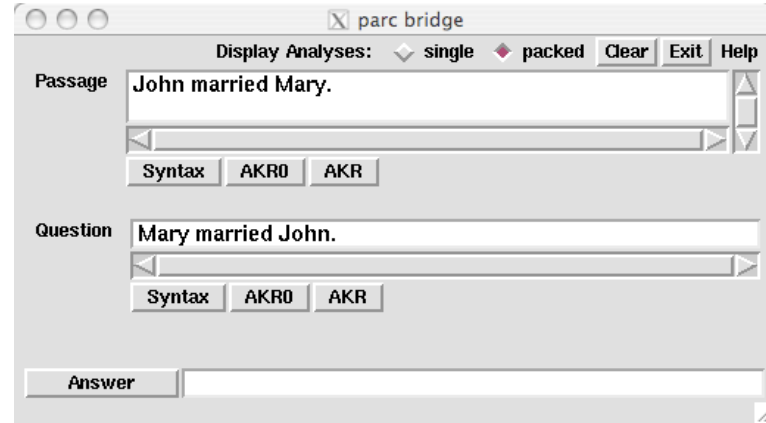 parc bridge
Display Analyses: single packed Clear Exit Help
Passage John married Mary.
Syntax AKR0 AKR
Question Mary married John.
Syntax AKR0 AKR
Answer